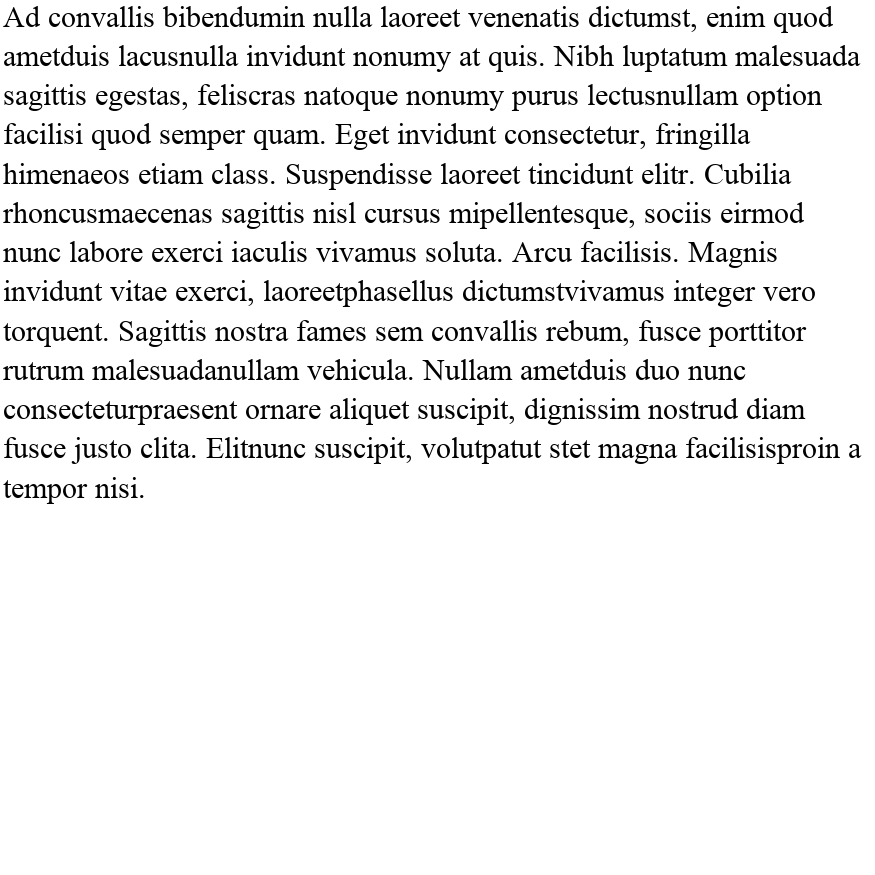 Ad convallis bibendumin nulla laoreet venenatis dictumst, enim quod
ametduis lacusnulla invidunt nonumy at quis. Nibh luptatum malesuada
sagittis egestas, feliscras natoque nonumy purus lectusnullam option
facilisi quod semper quam. Eget invidunt consectetur, fringilla
himenaeos etiam class. Suspendisse laoreet tincidunt elitr. Cubilia
rhoncusmaecenas sagittis nisl cursus mipellentesque, sociis eirmod
nunc labore exerci iaculis vivamus soluta. Arcu facilisis. Magnis
invidunt vitae exerci, laoreetphasellus dictumstvivamus integer vero
torquent. Sagittis nostra fames sem convallis rebum, fusce porttitor
rutrum malesuadanullam vehicula. Nullam ametduis duo nunc
consecteturpraesent ornare aliquet suscipit, dignissim nostrud diam
fusce justo clita. Elitnunc suscipit, volutpatut stet magna facilisisproin a
tempor nisi.